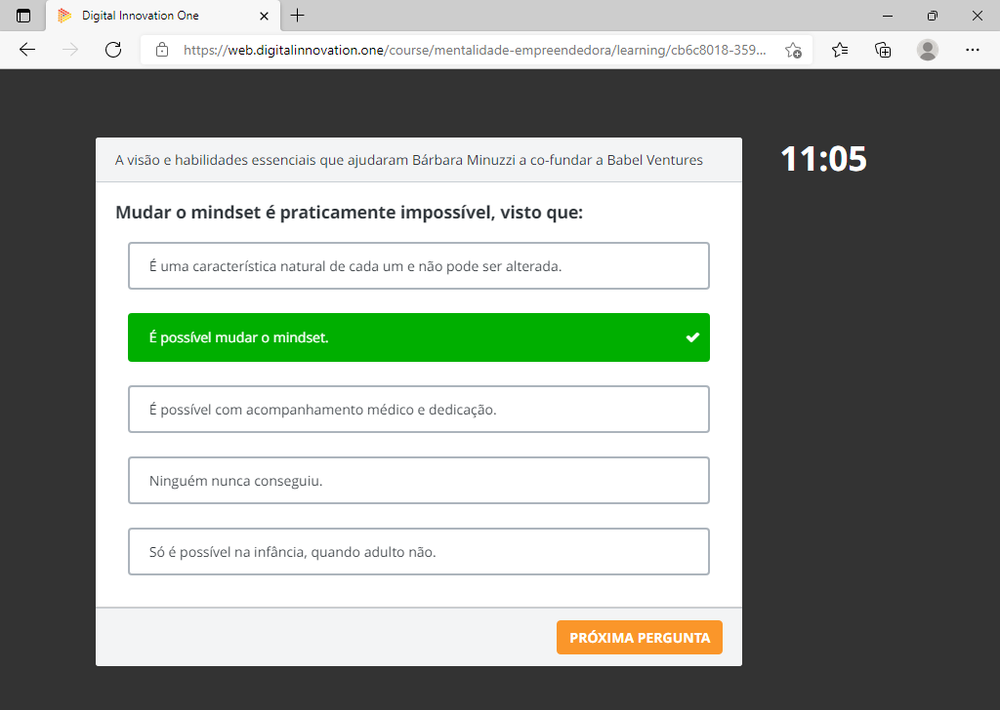 Digital Innovation One
https://web.digitalinnovation.one/course/mentalidade-empreendedora/learning/cb6c8018-359...
A visão e habilidades essenciais que ajudaram Bárbara Minuzzi a co-fundar a Babel Ventures
11:05
Mudar o mindset é praticamente impossível, visto que:
É uma característica natural de cada um e não pode ser alterada.
É possível mudar o mindset.
É possível com acompanhamento médico e dedicação.
Ninguém nunca conseguiu.
Só é possível na infância, quando adulto não.
PRÓXIMA PERGUNTA